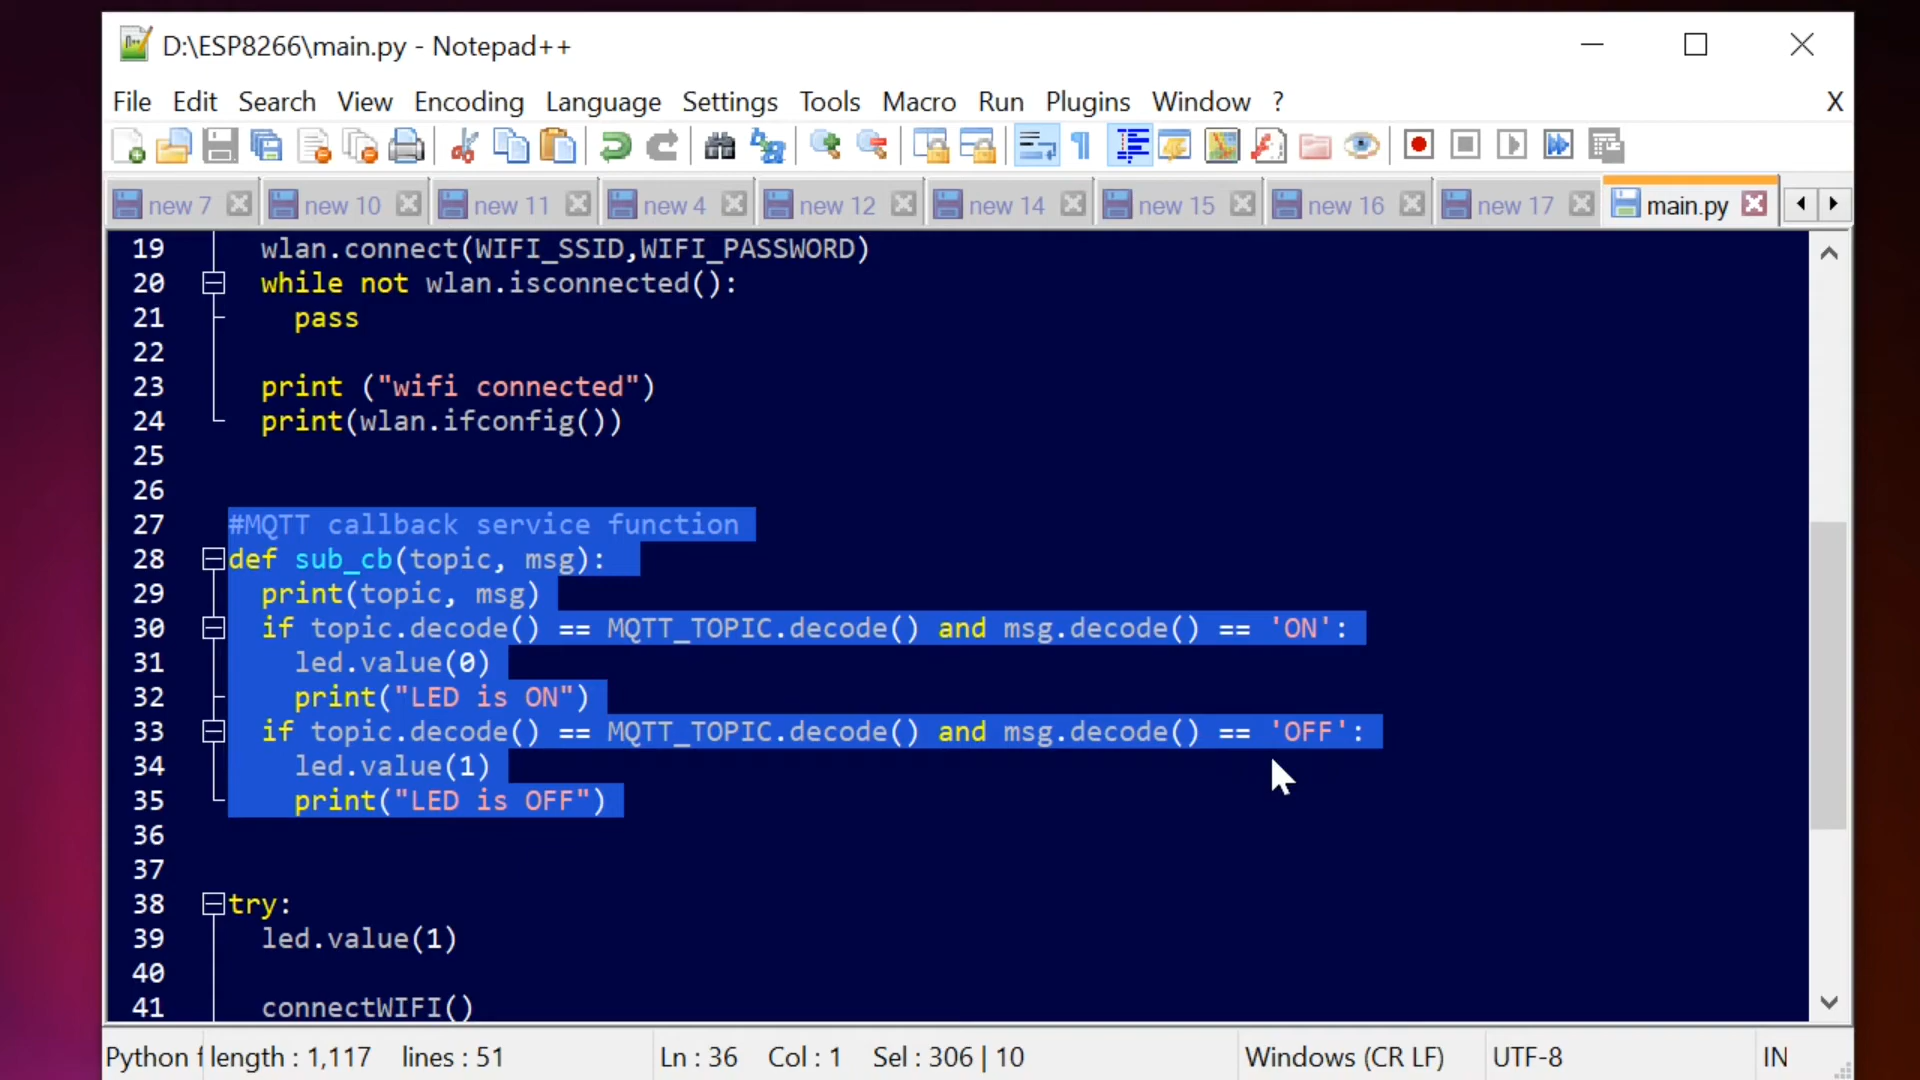 D:\ESP8266\main.py - Notepad++
File Edit Search View Encoding Language Settings Tools Macro Run Plugins Window ? X
new 7 new 10 new 11 new 4 new 12 new 14 new 15 new 16 new 17 main.py
19 wlan.connect(WIFI_SSID,WIFI_PASSWORD)
20 while not wlan.isconnected():
21 pass
22
23 print ("wifi connected")
24 print(wlan.ifconfig())
25
26
27 #MQTT callback service function
28 def sub_cb(topic, msg):
29 print(topic, msg)
30 if topic.decode() == MQTT_TOPIC.decode() and msg.decode() == 'ON':
31 led.value(0)
32 print("LED is ON")
33 if topic.decode() == MQTT_TOPIC.decode() and msg.decode() == 'OFF':
34 led.value(1)
35 print("LED is OFF")
36
37
38 try:
39 led.value(1)
40
41 connectWIFI()
Python f length : 1,117 lines : 51 Ln : 36 Col : 1 Sel : 306 | 10 Windows (CR LF) UTF-8 IN